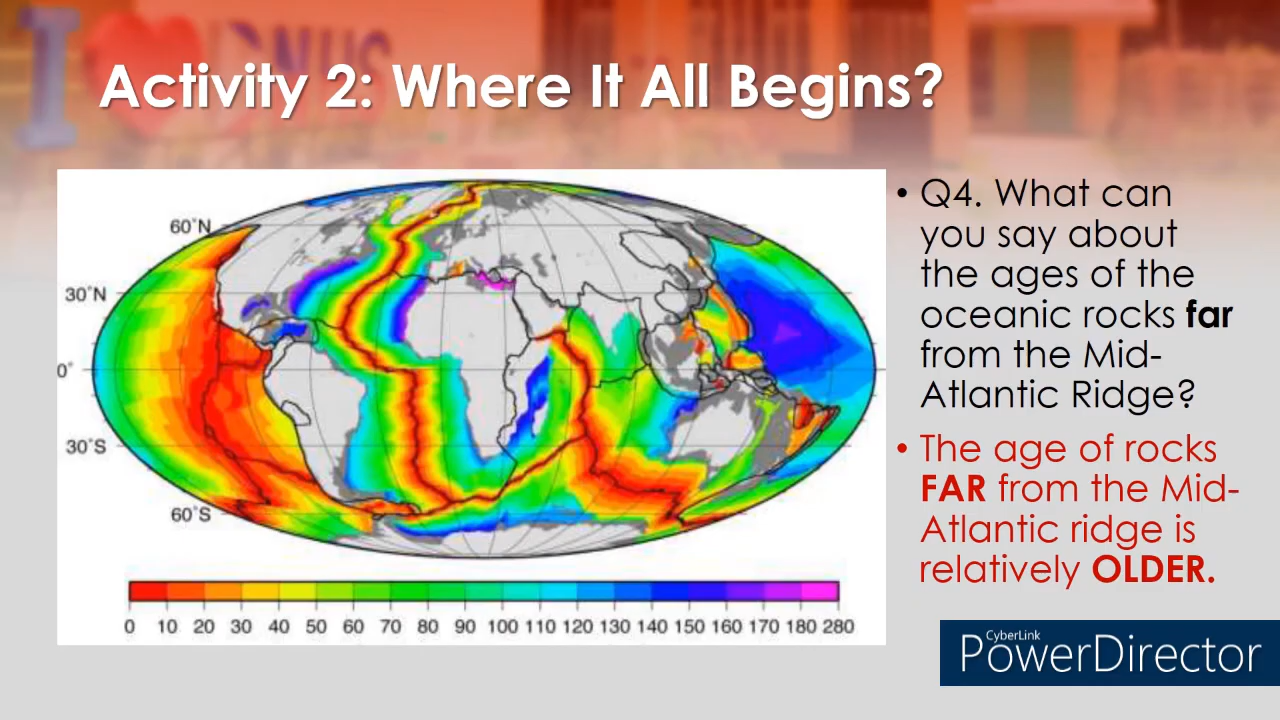 I NHS
Activity 2: Where It All Begins?
60°N
30°N
0°
30°S
60°S
0 10 20 30 40 50 60 70 80 90 100 110 120 130 140 150 160 170 180 280
• Q4. What can
you say about
the ages of the
oceanic rocks far
from the Mid-
Atlantic Ridge?
• The age of rocks
FAR from the Mid-
Atlantic ridge is
relatively OLDER.
CyberLink
PowerDirector